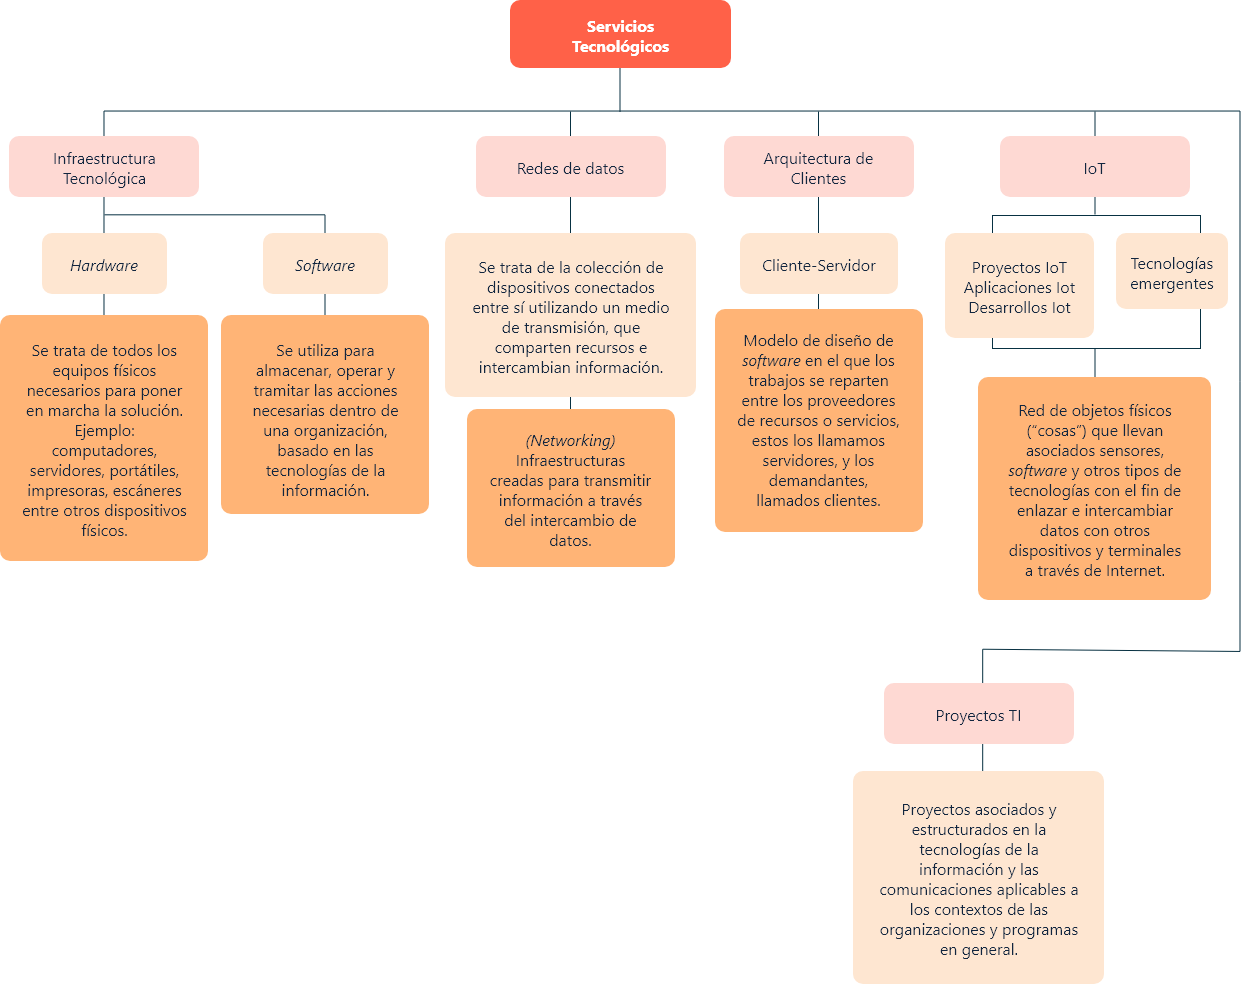 Servicios
Tecnológicos
Infraestructura
Tecnológica
Redes de datos
Arquitectura de
Clientes
IoT
Hardware
Software
Se trata de la colección de
dispositivos conectados
entre sí utilizando un medio
de transmisión, que
comparten recursos e
intercambian información.
Cliente-Servidor
Proyectos IoT
Aplicaciones Iot
Desarrollos Iot
Tecnologías
emergentes
Se trata de todos los
equipos físicos
necesarios para poner
en marcha la solución.
Ejemplo:
computadores,
servidores, portátiles,
impresoras, escáneres
entre otros dispositivos
físicos.
Se utiliza para
almacenar, operar y
tramitar las acciones
necesarias dentro de
una organización,
basado en las
tecnologías de la
información.
(Networking)
Infraestructuras
creadas para transmitir
información a través
del intercambio de
datos.
Modelo de diseño de
software en el que los
trabajos se reparten
entre los proveedores
de recursos o servicios,
estos los llamamos
servidores, y los
demandantes,
llamados clientes.
Red de objetos físicos
(“cosas”) que llevan
asociados sensores,
software y otros tipos de
tecnologías con el fin de
enlazar e intercambiar
datos con otros
dispositivos y terminales
a través de Internet.
Proyectos TI
Proyectos asociados y
estructurados en la
tecnologías de la
información y las
comunicaciones aplicables a
los contextos de las
organizaciones y programas
en general.